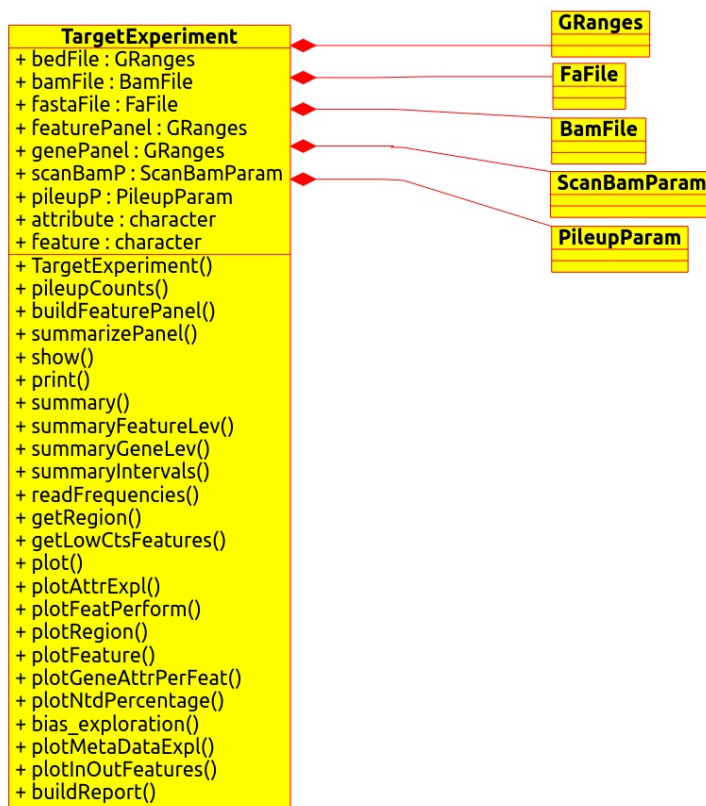 TargetExperiment
+ bedFile : GRanges
+ bamFile : BamFile
+ fastaFile : FaFile
+ featurePanel : GRanges
+ genePanel : GRanges
+ scanBamP : ScanBamParam
+ pileupP : PileupParam
+ attribute : character
+ feature : character
+ TargetExperiment()
+ pileupCounts()
+ buildFeaturePanel()
+ summarizePanel()
+ show()
+ print()
+ summary()
+ summaryFeatureLev()
+ summaryGeneLev()
+ summaryIntervals()
+ readFrequencies()
+ getRegion()
+ getLowCtsFeatures()
+ plot()
+ plotAttrExpl()
+ plotFeatPerform()
+ plotRegion()
+ plotFeature()
+ plotGeneAttrPerFeat()
+ plotNtdPercentage()
+ bias_exploration()
+ plotMetaDataExpl()
+ plotInOutFeatures()
+ buildReport()
GRanges
FaFile
BamFile
ScanBamParam
PileupParam